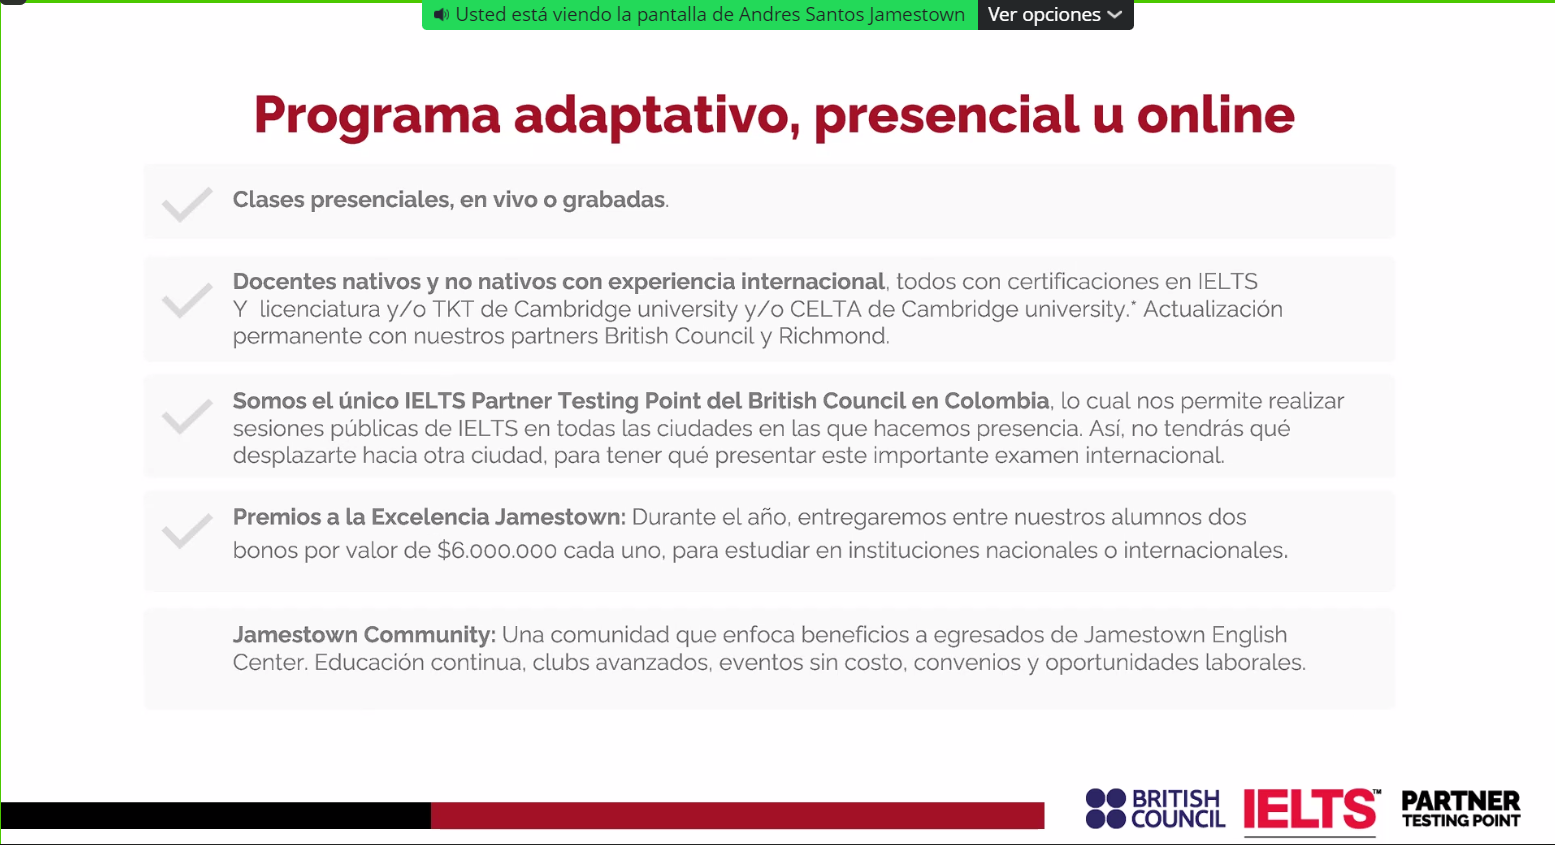 Usted está viendo la pantalla de Andres Santos Jamestown Ver opciones
Programa adaptativo, presencial u online
Clases presenciales, en vivo o grabadas.
Docentes nativos y no nativos con experiencia internacional, todos con certificaciones en IELTS
Y licenciatura y/o TKT de Cambridge university y/o CELTA de Cambridge university.* Actualización
permanente con nuestros partners British Council y Richmond.
Somos el único IELTS Partner Testing Point del British Council en Colombia, lo cual nos permite realizar
sesiones públicas de IELTS en todas las ciudades en las que hacemos presencia. Así, no tendrás qué
desplazarte hacia otra ciudad, para tener qué presentar este importante examen internacional.
Premios a la Excelencia Jamestown: Durante el año, entregaremos entre nuestros alumnos dos
bonos por valor de $6.000.000 cada uno, para estudiar en instituciones nacionales o internacionales.
Jamestown Community: Una comunidad que enfoca beneficios a egresados de Jamestown English
Center. Educación continua, clubs avanzados, eventos sin costo, convenios y oportunidades laborales.
BRITISH
COUNCIL
IELTS™
PARTNER
TESTING POINT